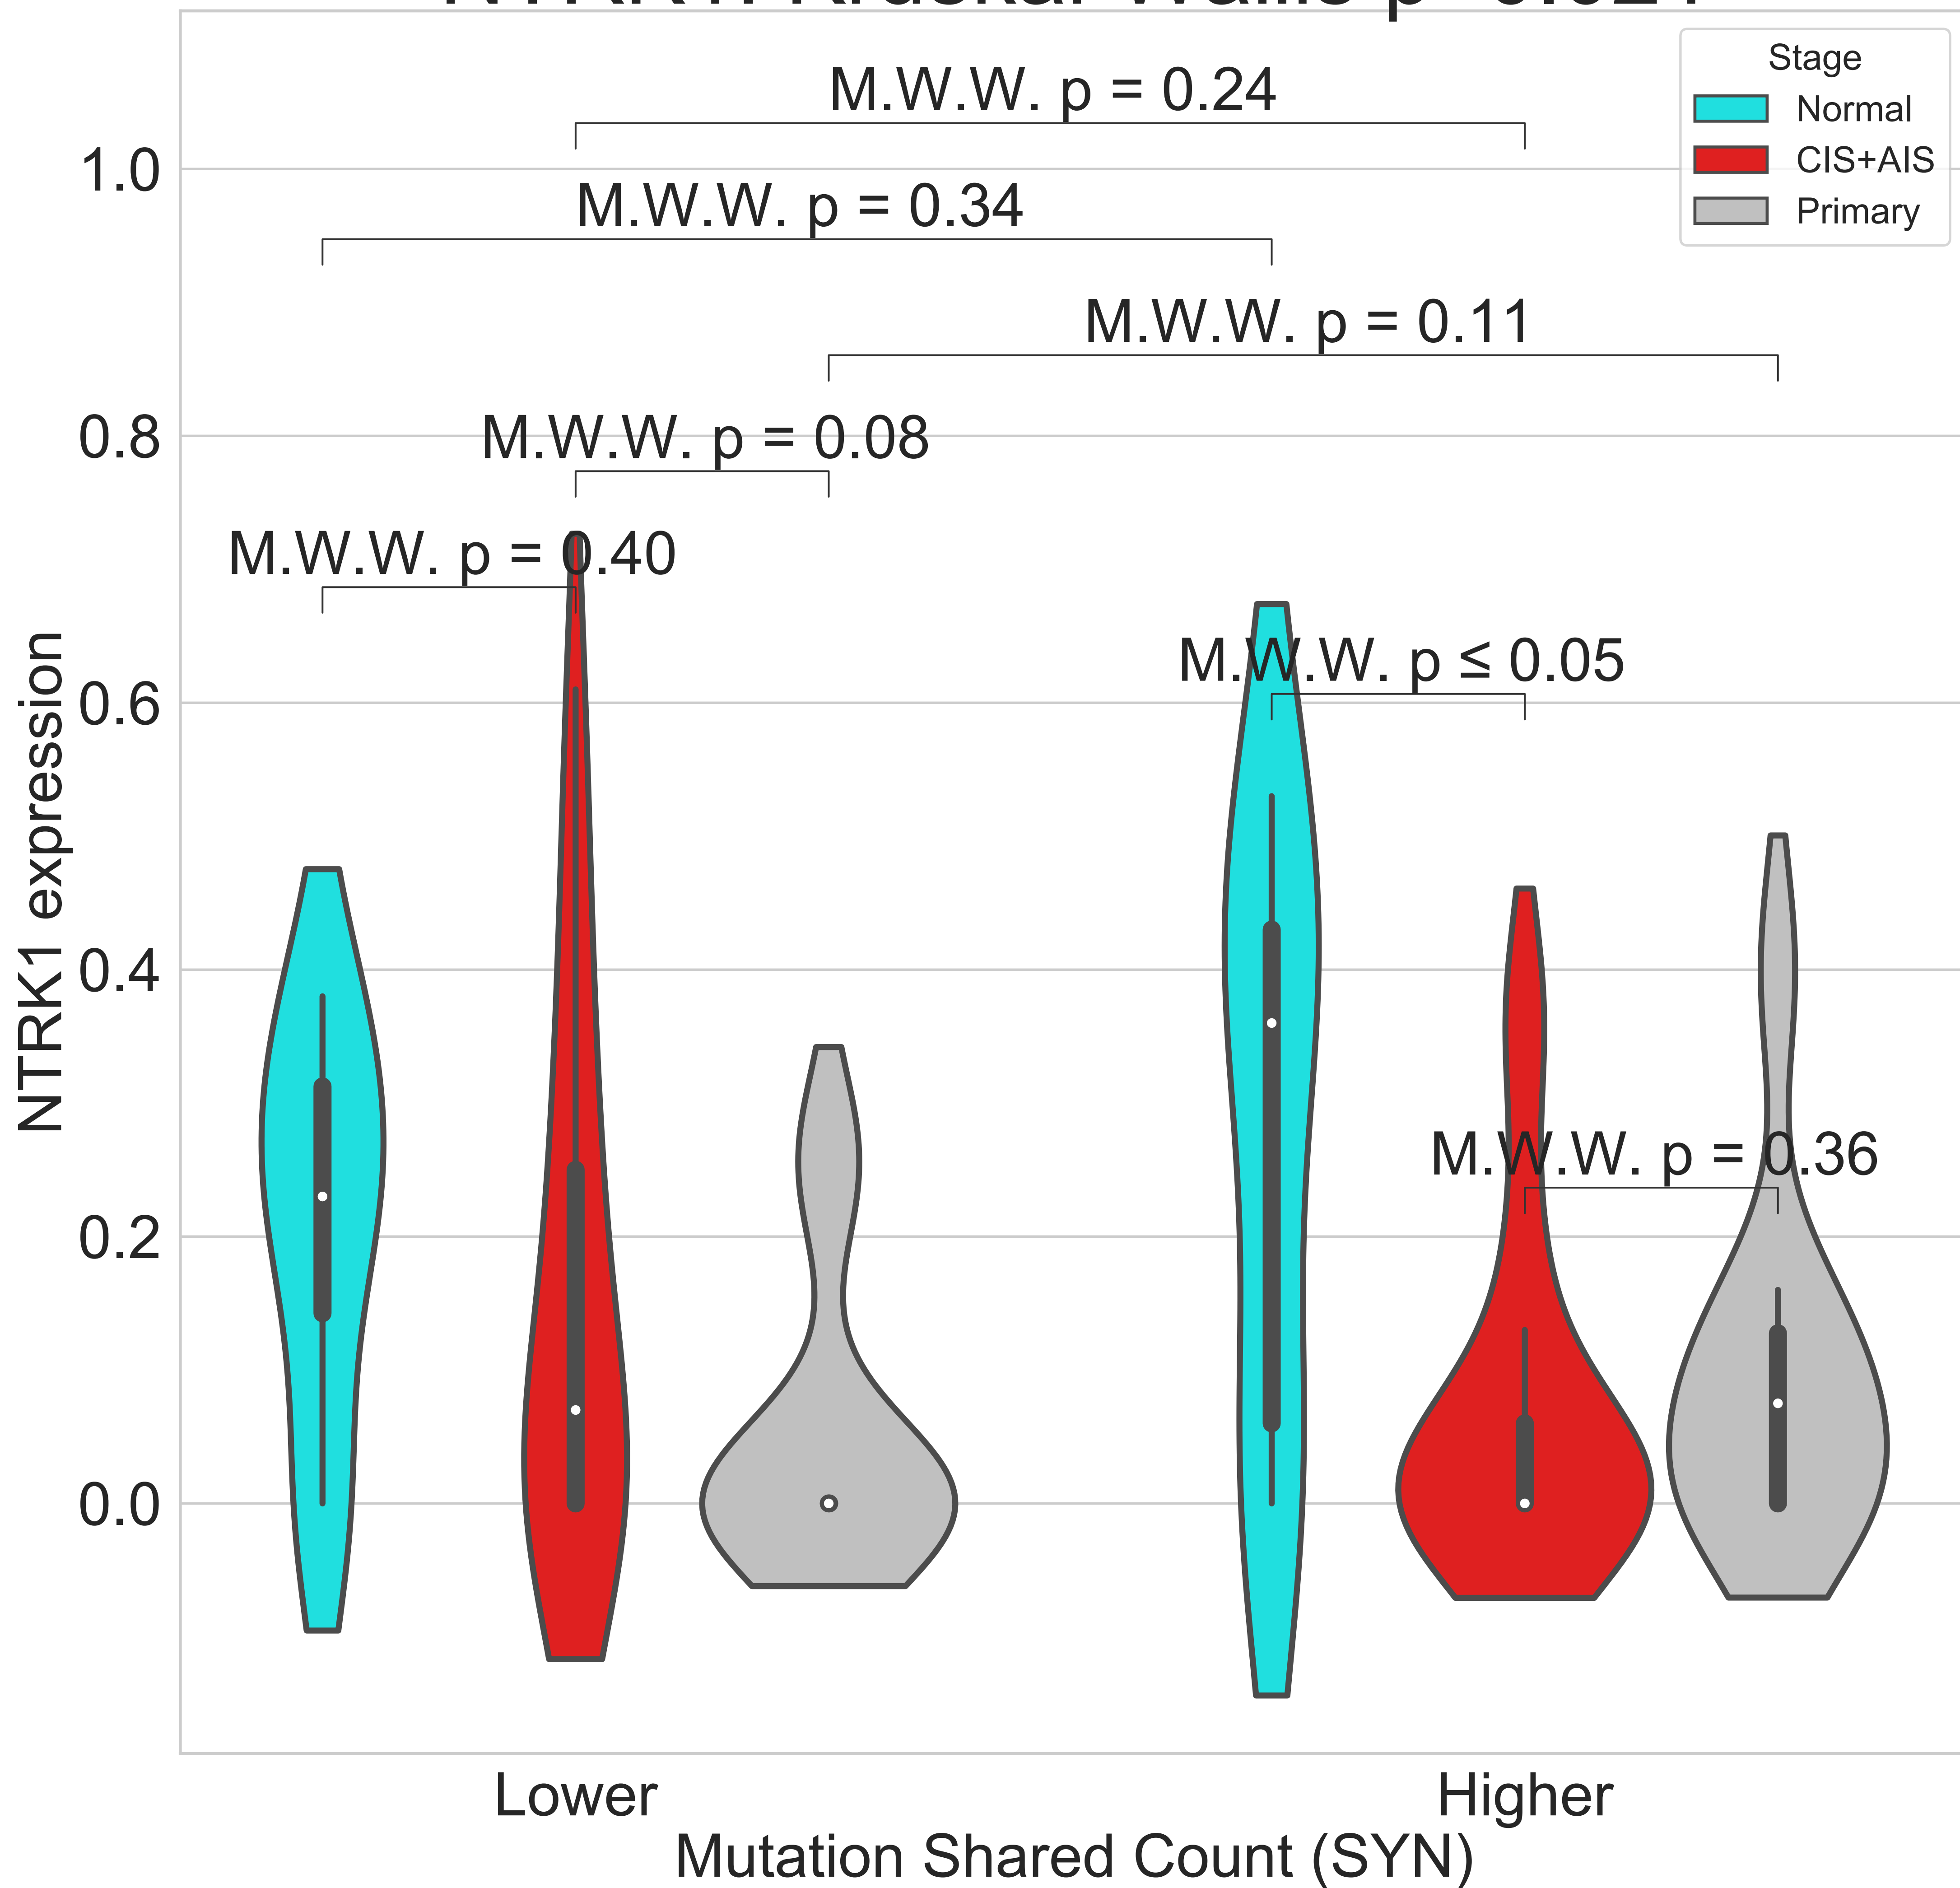 Stage
Normal
CIS+AIS
Primary
M.W.W. p = 0.24
M.W.W. p = 0.34
M.W.W. p = 0.11
M.W.W. p = 0.08
M.W.W. p = 0.40
M.W.W. p ≤ 0.05
M.W.W. p = 0.36
1.0
0.8
0.6
0.4
0.2
0.0
NTRK1 expression
Lower
Higher
Mutation Shared Count (SYN)